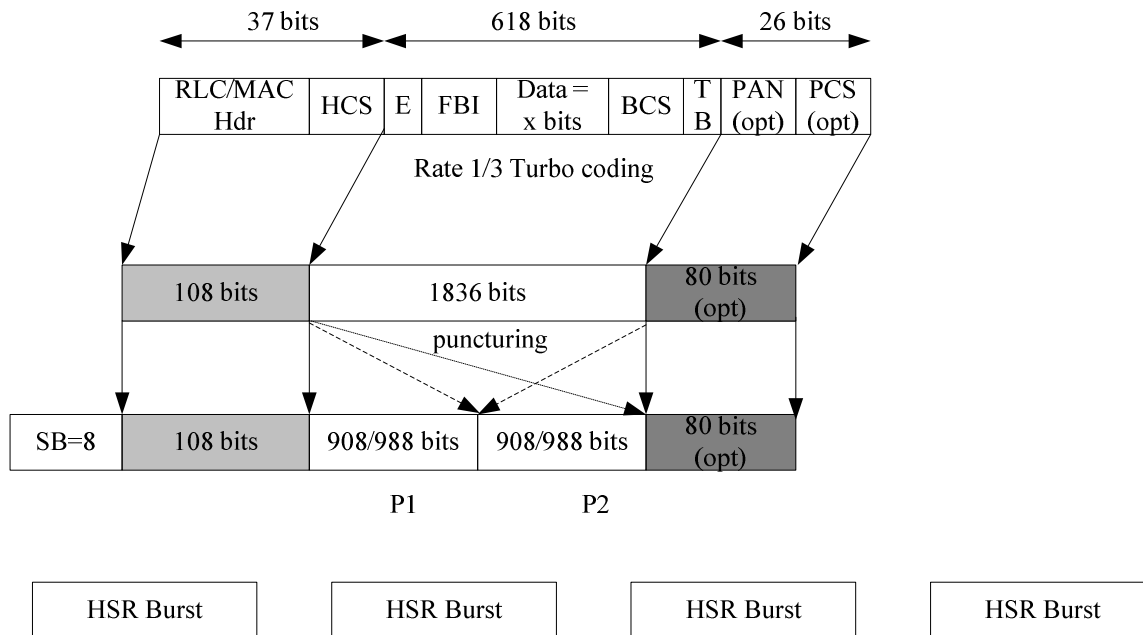 37 bits
618 bits
26 bits
RLC/MAC
Hdr
HCS
E
FBI
Data =
x bits
BCS
T
B
PAN
(opt)
PCS
(opt)
Rate 1/3 Turbo coding
108 bits
1836 bits
80 bits
(opt)
puncturing
SB=8
108 bits
908/988 bits
908/988 bits
80 bits
(opt)
P1
P2
HSR Burst
HSR Burst
HSR Burst
HSR Burst